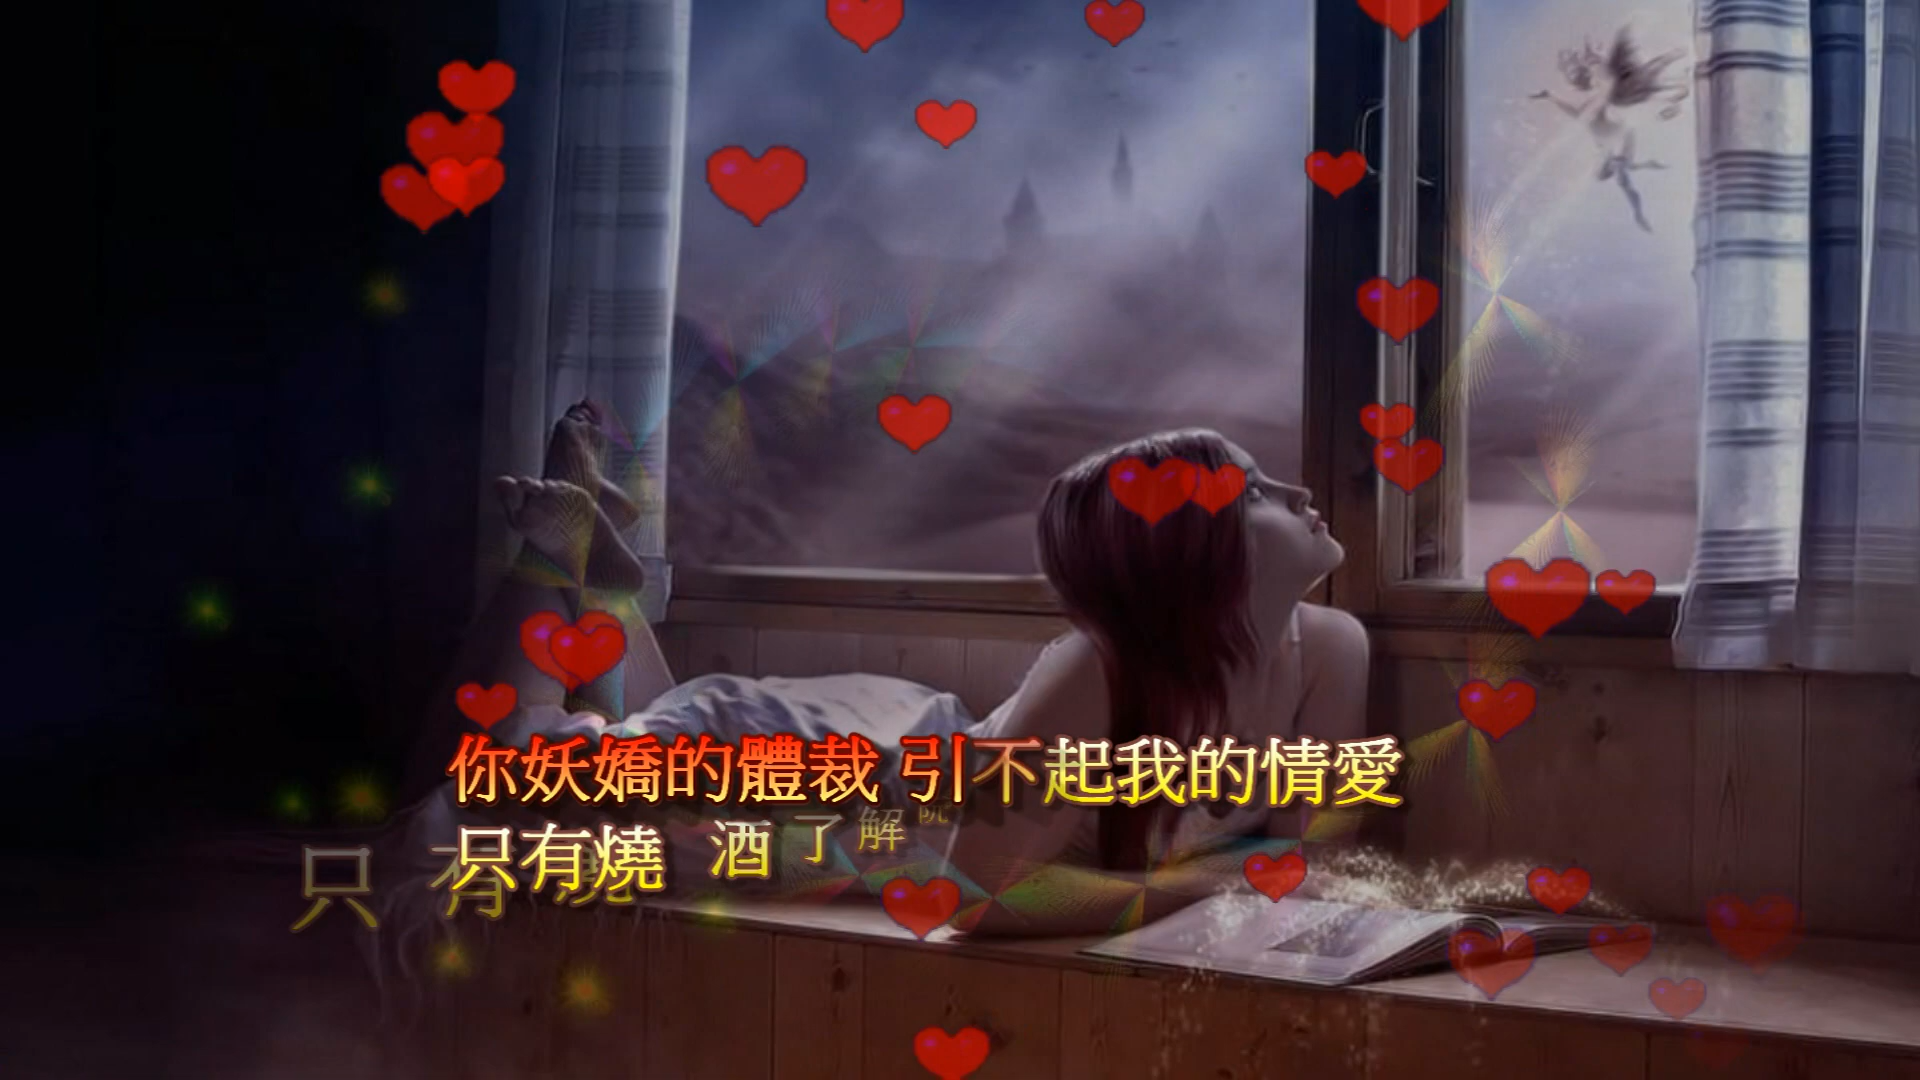 你妖嬌的體裁 引不起我的情愛
只有燒酒了解阮